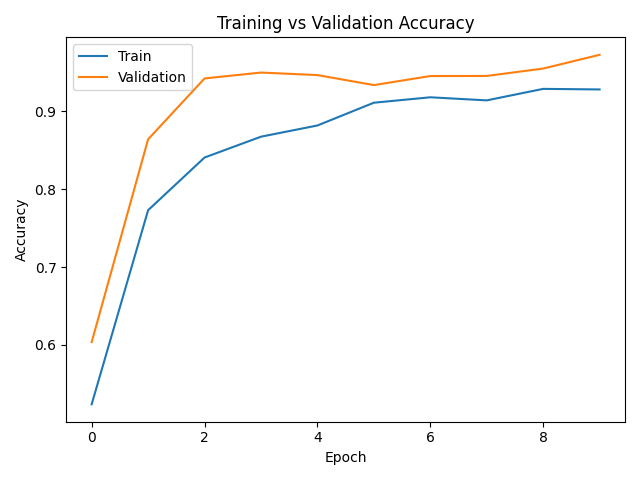 Training vs Validation Accuracy
Train
Validation
0.9
0.8
0.7
0.6
Accuracy
0 2 4 6 8
Epoch